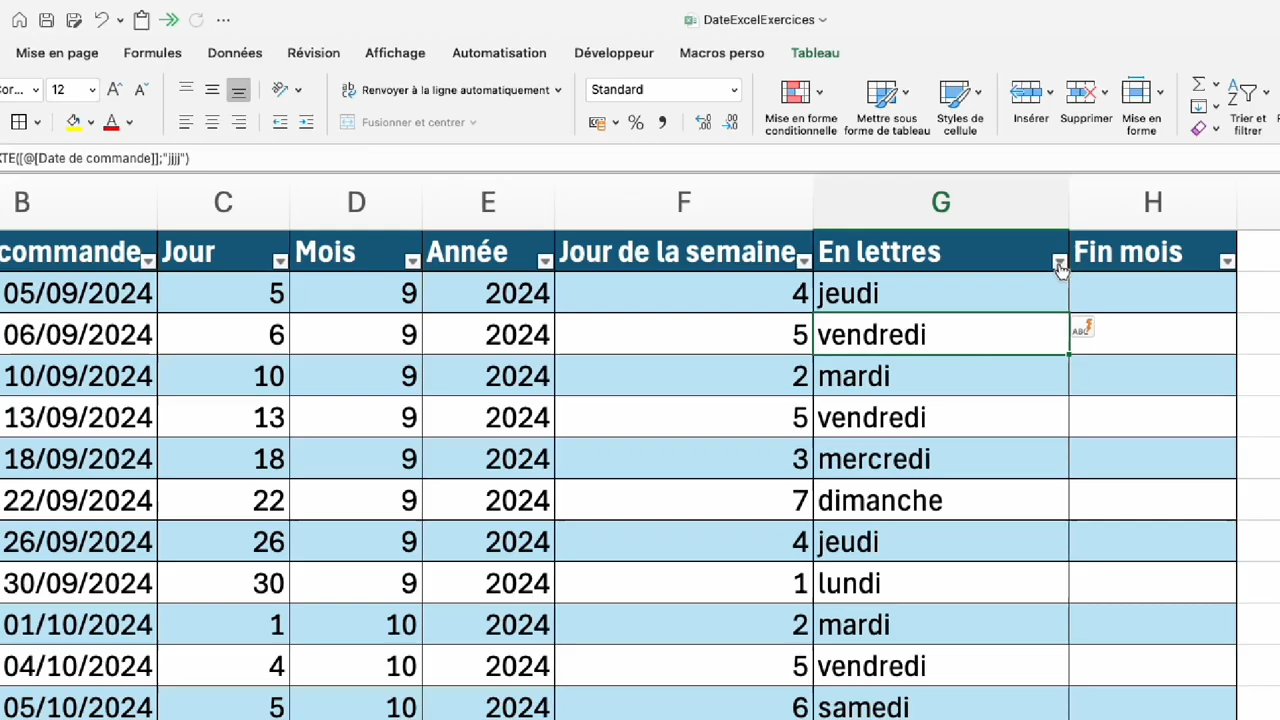 DateExcelExercices
Mise en page Formules Données Révision Affichage Automatisation Développeur Macros perso Tableau
Cor... 12 A A ab Renvoyer à la ligne automatiquement Standard
A Fusionner et centrer % Mise en forme conditionnelle Mettre sous forme de tableau Styles de cellule Insérer Supprimer Mise en forme Trier et filtrer
XTE([@[Date de commande]];"jjjj")
B C D E F G H
commande Jour Mois Année Jour de la semaine En lettres Fin mois
05/09/2024 5 9 2024 4 jeudi
06/09/2024 6 9 2024 5 vendredi ABC
10/09/2024 10 9 2024 2 mardi
13/09/2024 13 9 2024 5 vendredi
18/09/2024 18 9 2024 3 mercredi
22/09/2024 22 9 2024 7 dimanche
26/09/2024 26 9 2024 4 jeudi
30/09/2024 30 9 2024 1 lundi
01/10/2024 1 10 2024 2 mardi
04/10/2024 4 10 2024 5 vendredi
05/10/2024 5 10 2024 6 samedi